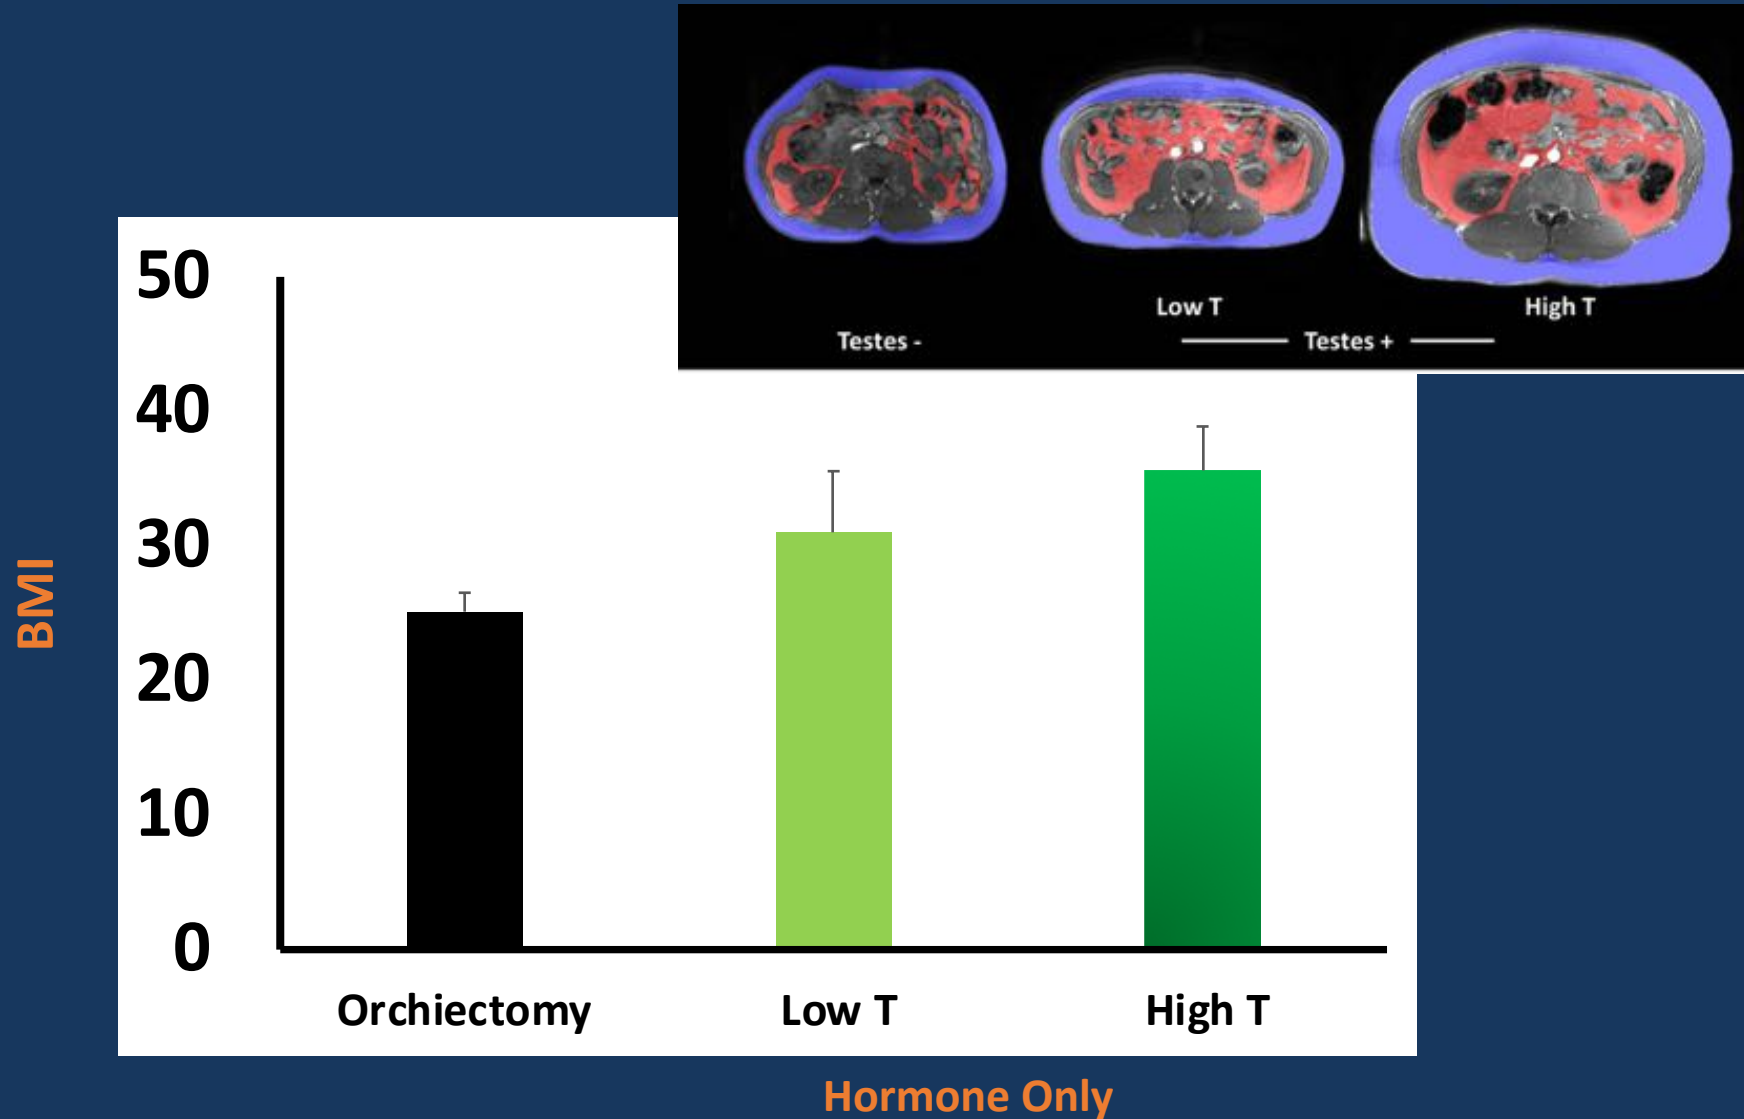 Low T
High T
Testes -
Testes +
50
40
30
20
10
0
BMI
Orchiectomy
Low T
High T
Hormone Only